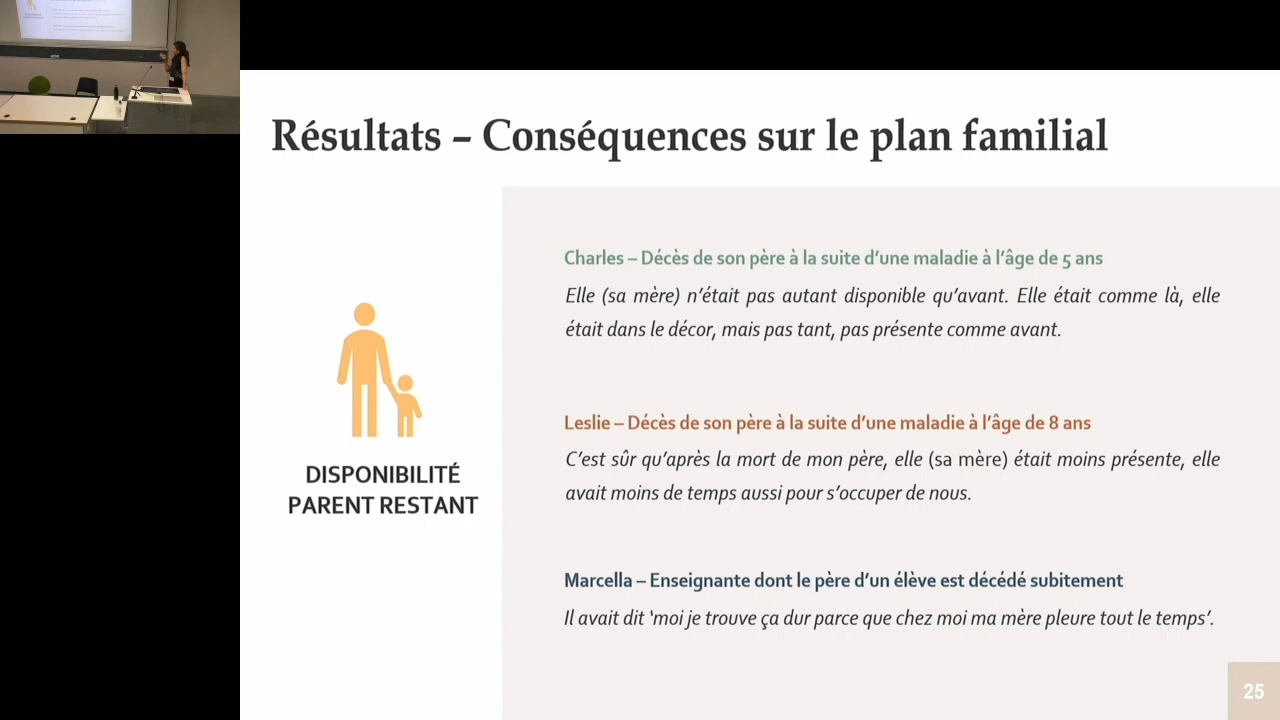 Résultats – Conséquences sur le plan familial
DISPONIBILITÉ
PARENT RESTANT
Charles – Décès de son père à la suite d’une maladie à l’âge de 5 ans
Elle (sa mère) n’était pas autant disponible qu’avant. Elle était comme là, elle
était dans le décor, mais pas tant, pas présente comme avant.
Leslie – Décès de son père à la suite d’une maladie à l’âge de 8 ans
C’est sûr qu’après la mort de mon père, elle (sa mère) était moins présente, elle
avait moins de temps aussi pour s’occuper de nous.
Marcella – Enseignante dont le père d’un élève est décédé subitement
Il avait dit ‘moi je trouve ça dur parce que chez moi ma mère pleure tout le temps’.
25